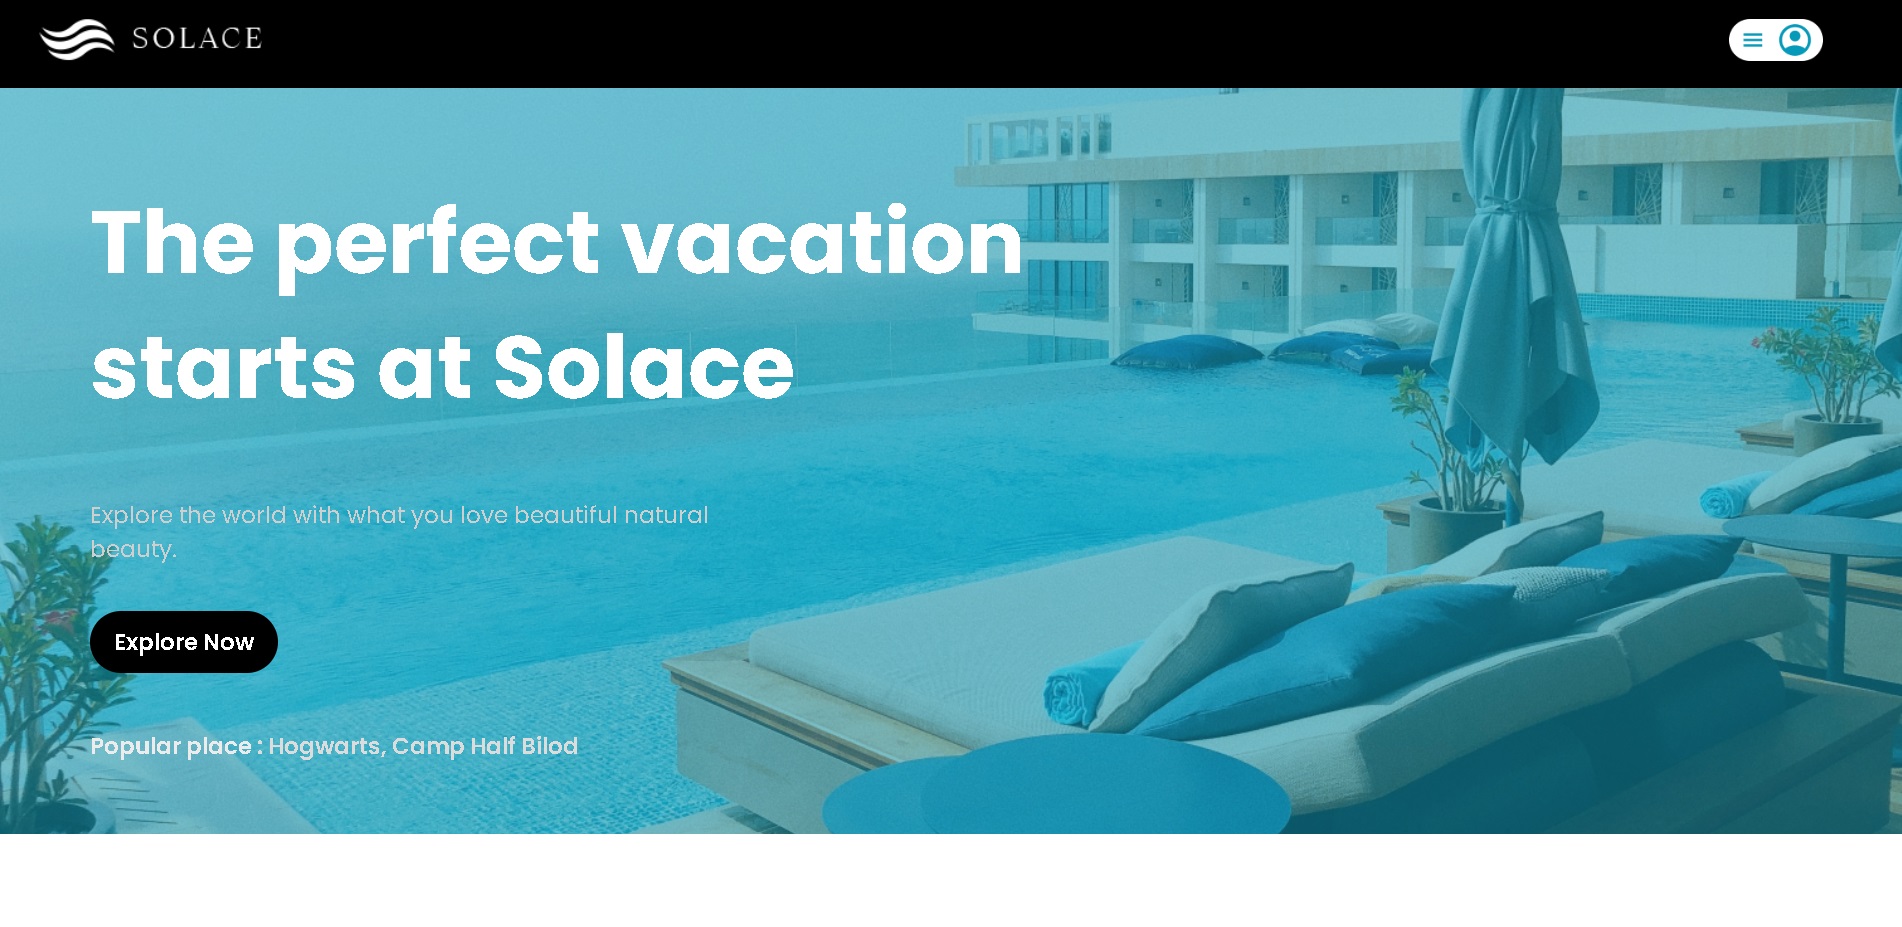 SOLACE
The perfect vacation
starts at Solace
Explore the world with what you love beautiful natural
beauty.
Explore Now
Popular place : Hogwarts, Camp Half Bilod